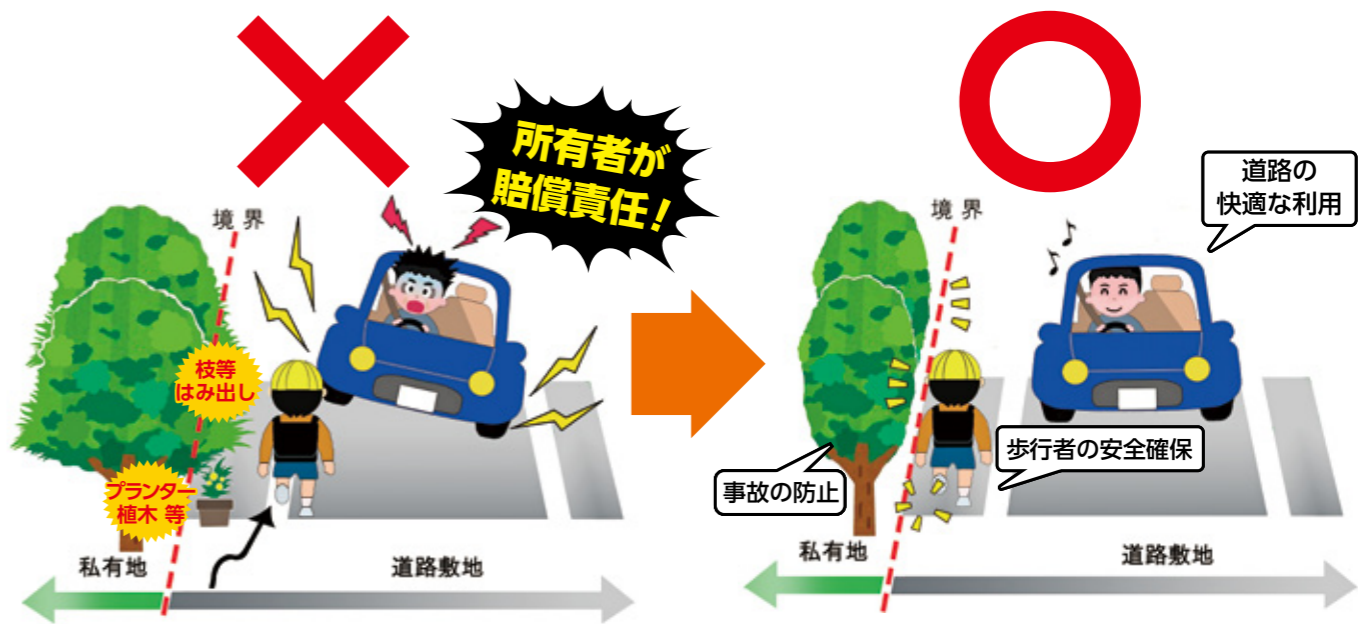 所有者が
賠償責任！
境界
枝等
はみ出し
プランター
植木 等
私有地
道路敷地
道路の
快適な利用
境界
歩行者の安全確保
事故の防止
私有地
道路敷地